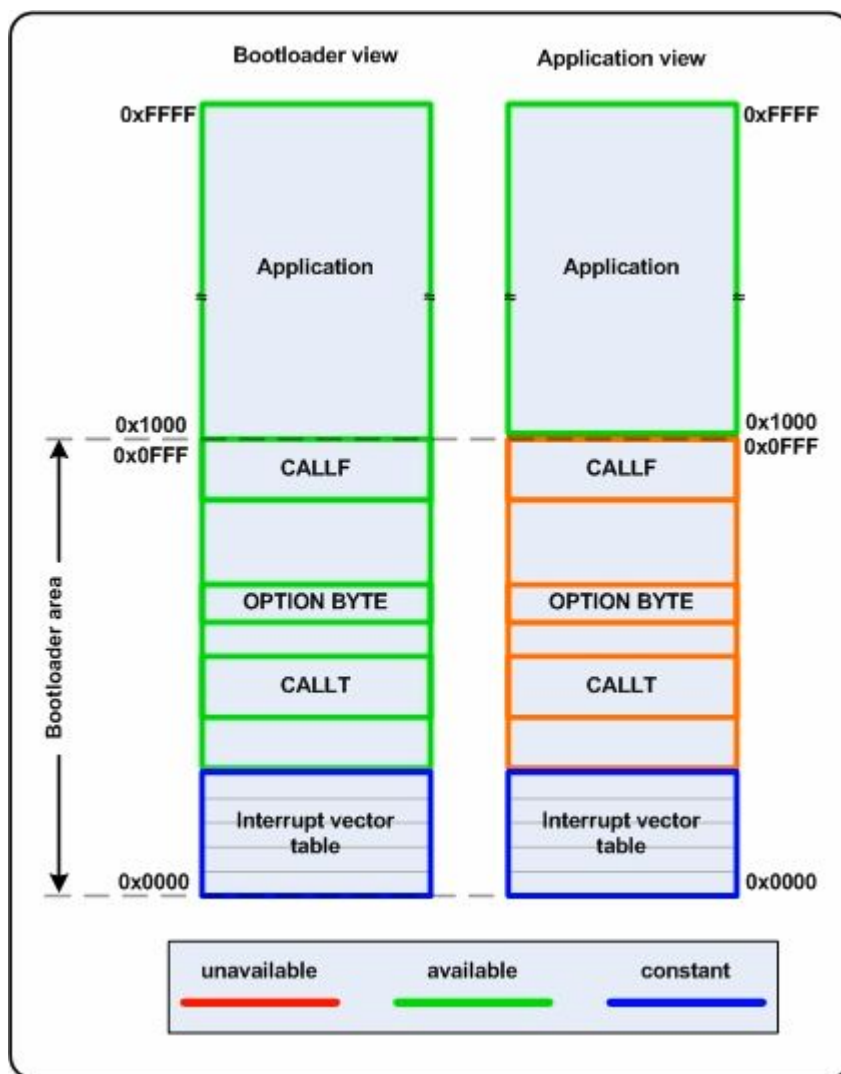 Bootloader view
Application view
0xFFFF
0xFFFF
Application
Application
0x1000
0x1000
0x0FFF
0x0FFF
CALLF
CALLF
OPTION BYTE
OPTION BYTE
CALLT
CALLT
Bootloader area
Interrupt vector
table
Interrupt vector
table
0x0000
0x0000
unavailable
available
constant